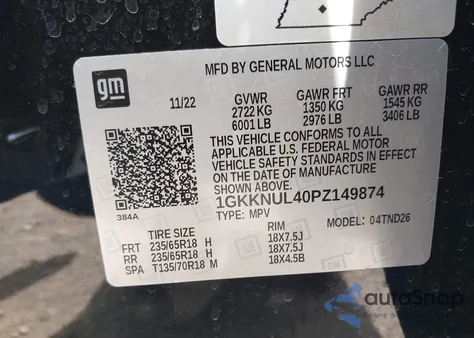 MFD BY GENERAL MOTORS LLC
gm
11/22
GVWR
2722 KG
6001 LB
GAWR FRT
1350 KG
2976 LB
GAWR RR
1545 KG
3406 LB
THIS VEHICLE CONFORMS TO ALL
APPLICABLE U.S. FEDERAL MOTOR
VEHICLE SAFETY STANDARDS IN EFFECT
ON THE DATE OF MANUFACTURE
SHOWN ABOVE.
1GKKNUL40PZ149874
TYPE: MPV
MODEL: 04TND26
384A
TIRE SIZE RIM
FRT 235/65R18 H 18X7.5J
RR 235/65R18 H 18X7.5J
SPA T135/70R18 M 18X4.5B
autoSnap